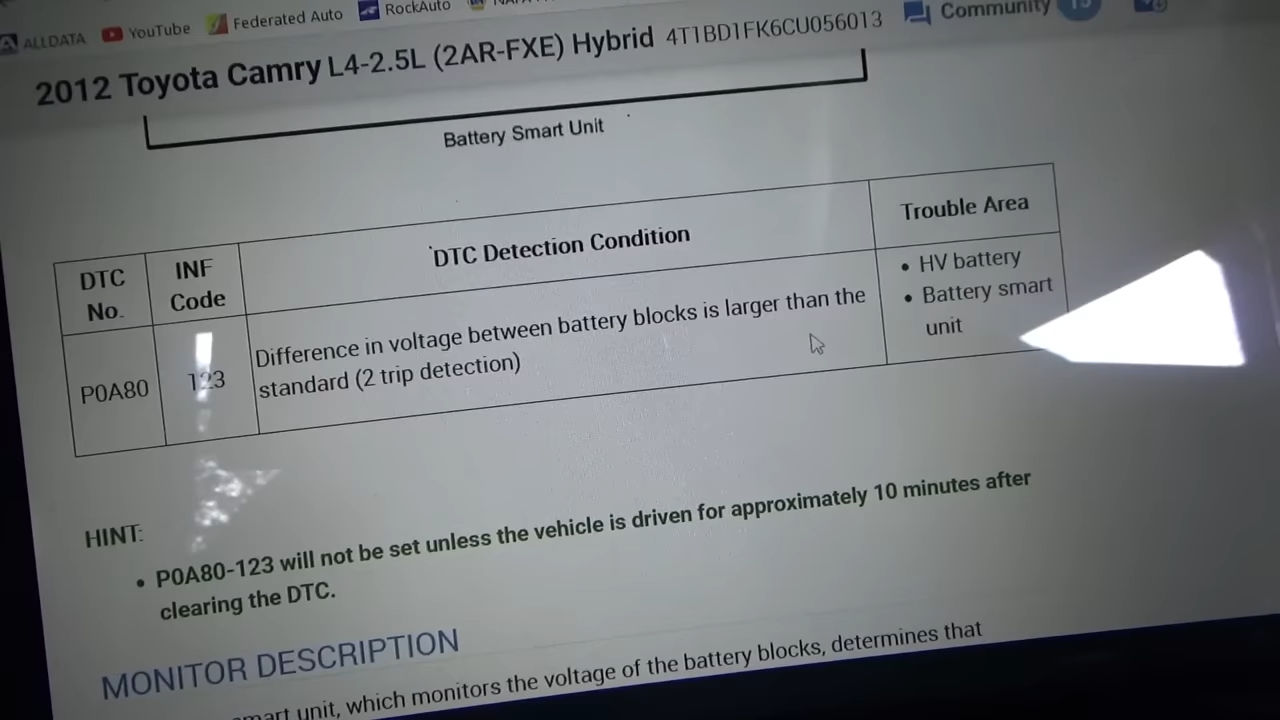 ALLDATA YouTube Federated Auto RockAuto
2012 Toyota Camry L4-2.5L (2AR-FXE) Hybrid 4T1BD1FK6CU056013 Community
Battery Smart Unit
DTC No. INF Code DTC Detection Condition Trouble Area
P0A80 123 Difference in voltage between battery blocks is larger than the
standard (2 trip detection)
• HV battery
• Battery smart
unit
HINT:
• P0A80-123 will not be set unless the vehicle is driven for approximately 10 minutes after
clearing the DTC.
MONITOR DESCRIPTION
unit, which monitors the voltage of the battery blocks, determines that